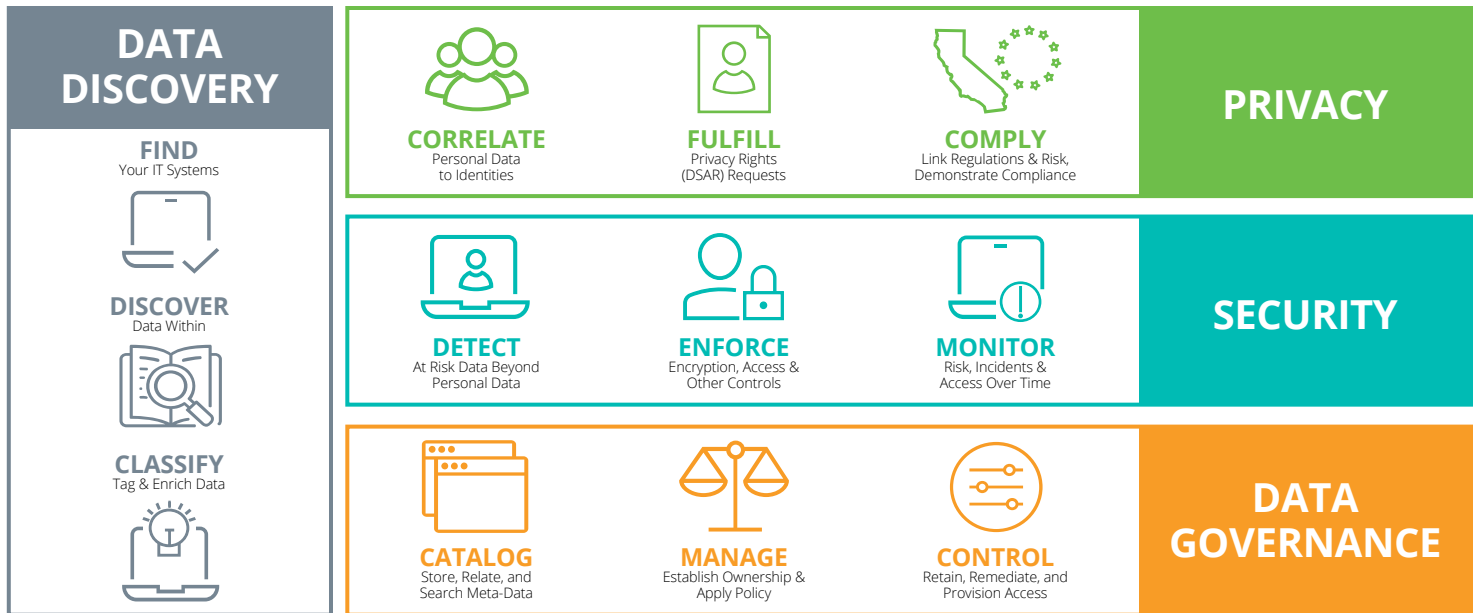 DATA
DISCOVERY
FIND
Your IT Systems
DISCOVER
Data Within
CLASSIFY
Tag & Enrich Data
CORRELATE
Personal Data
to Identities
FULFILL
Privacy Rights
(DSAR) Requests
COMPLY
Link Regulations & Risk,
Demonstrate Compliance
PRIVACY
DETECT
At Risk Data Beyond
Personal Data
ENFORCE
Encryption, Access &
Other Controls
MONITOR
Risk, Incidents &
Access Over Time
SECURITY
CATALOG
Store, Relate, and
Search Meta-Data
MANAGE
Establish Ownership &
Apply Policy
CONTROL
Retain, Remediate, and
Provision Access
DATA
GOVERNANCE